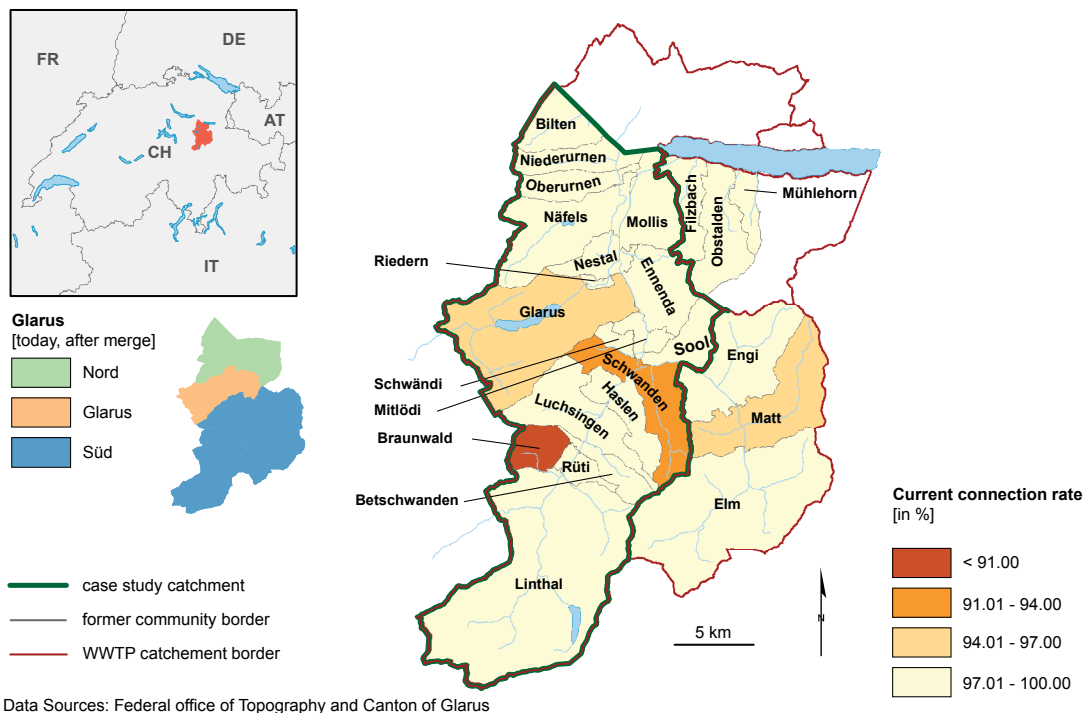 FR
DE
AT
CH
IT
Glarus
[today, after merge]
Nord
Glarus
Süd
case study catchment
former community border
WWTP catchement border
Bilten
Niederurnen
Oberurnen
Näfels
Mollis
Filzbach
Obstalden
Mühlehorn
Riedern
Nestal
Ennenda
Glarus
Sool
Engi
Schwändi
Schwanden
Mitlödi
Haslen
Luchsingen
Matt
Braunwald
Rüti
Betschwanden
Elm
Linthal
5 km
N
Current connection rate
[in %]
< 91.00
91.01 - 94.00
94.01 - 97.00
97.01 - 100.00
Data Sources: Federal office of Topography and Canton of Glarus